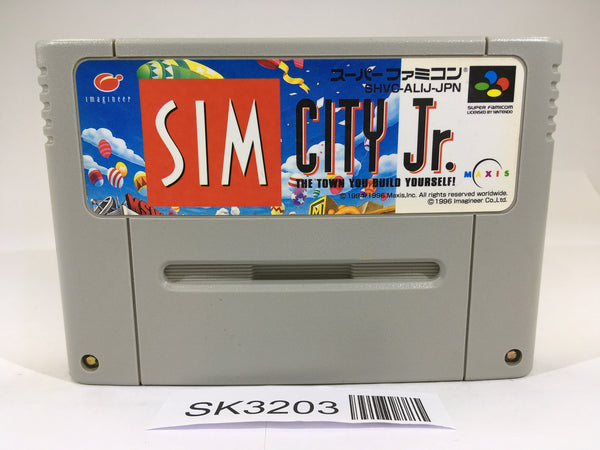 imagineer
スーパーファミコン®
SHVC-ALIJ-JPN
SUPER FAMICOM
LICENSED BY NINTENDO
SIM
CITY Jr.
THE TOWN YOU BUILD YOURSELF!
MAXIS
1996 Maxis,Inc. All rights reserved worldwide.
© 1996 Imagineer Co.,Ltd.
SK3203